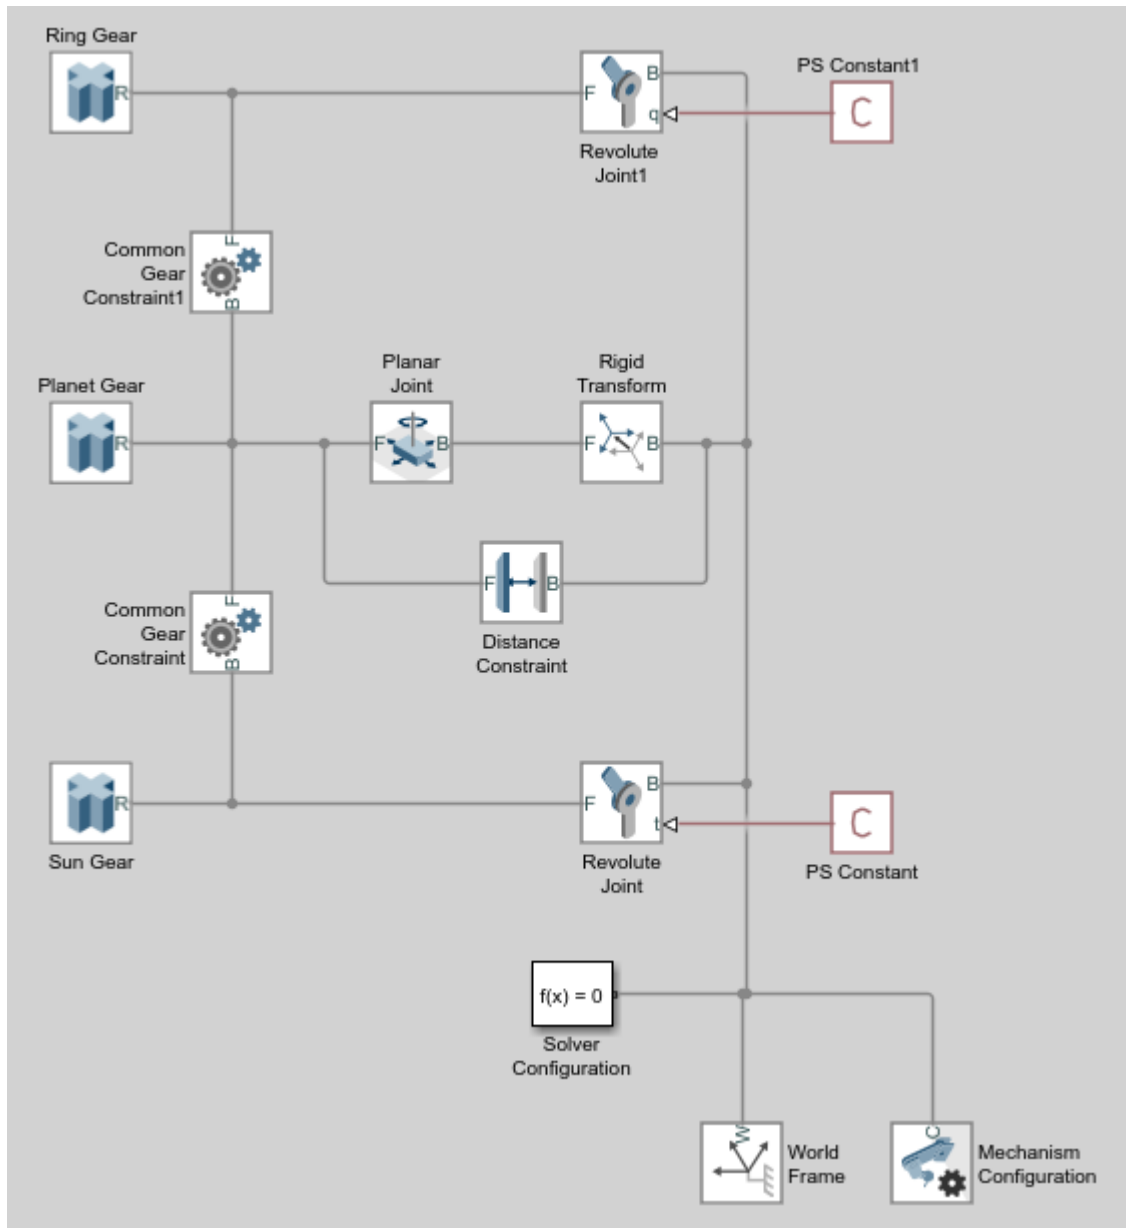 Ring Gear
R
F
B
q
Revolute
Joint1
PS Constant1
C
Common
Gear
Constraint1
F
B
Planet Gear
R
Planar
Joint
F
B
Rigid
Transform
F
B
F
B
Distance
Constraint
Common
Gear
Constraint
F
B
R
Sun Gear
F
B
t
Revolute
Joint
C
PS Constant
f(x) = 0
Solver
Configuration
W
World
Frame
C
Mechanism
Configuration